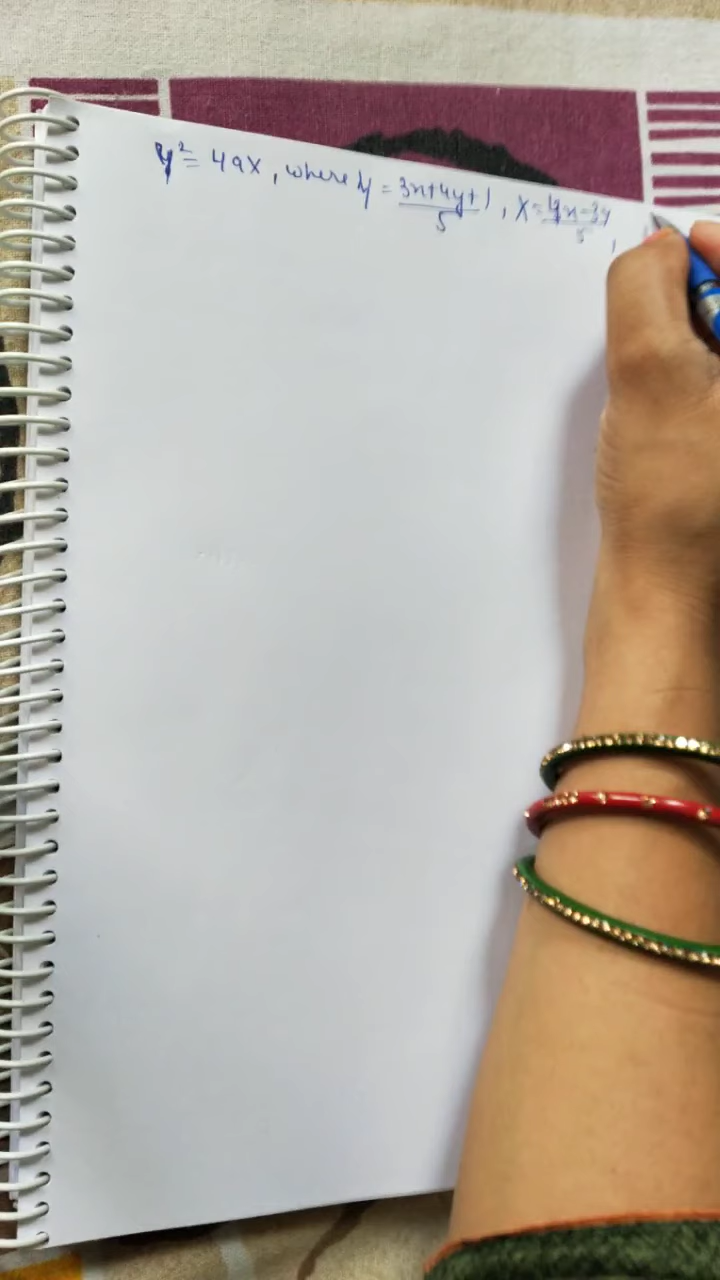 Y² = 4aX, where Y = (3x+4y+1)/5, X = (4x-3y)/5,